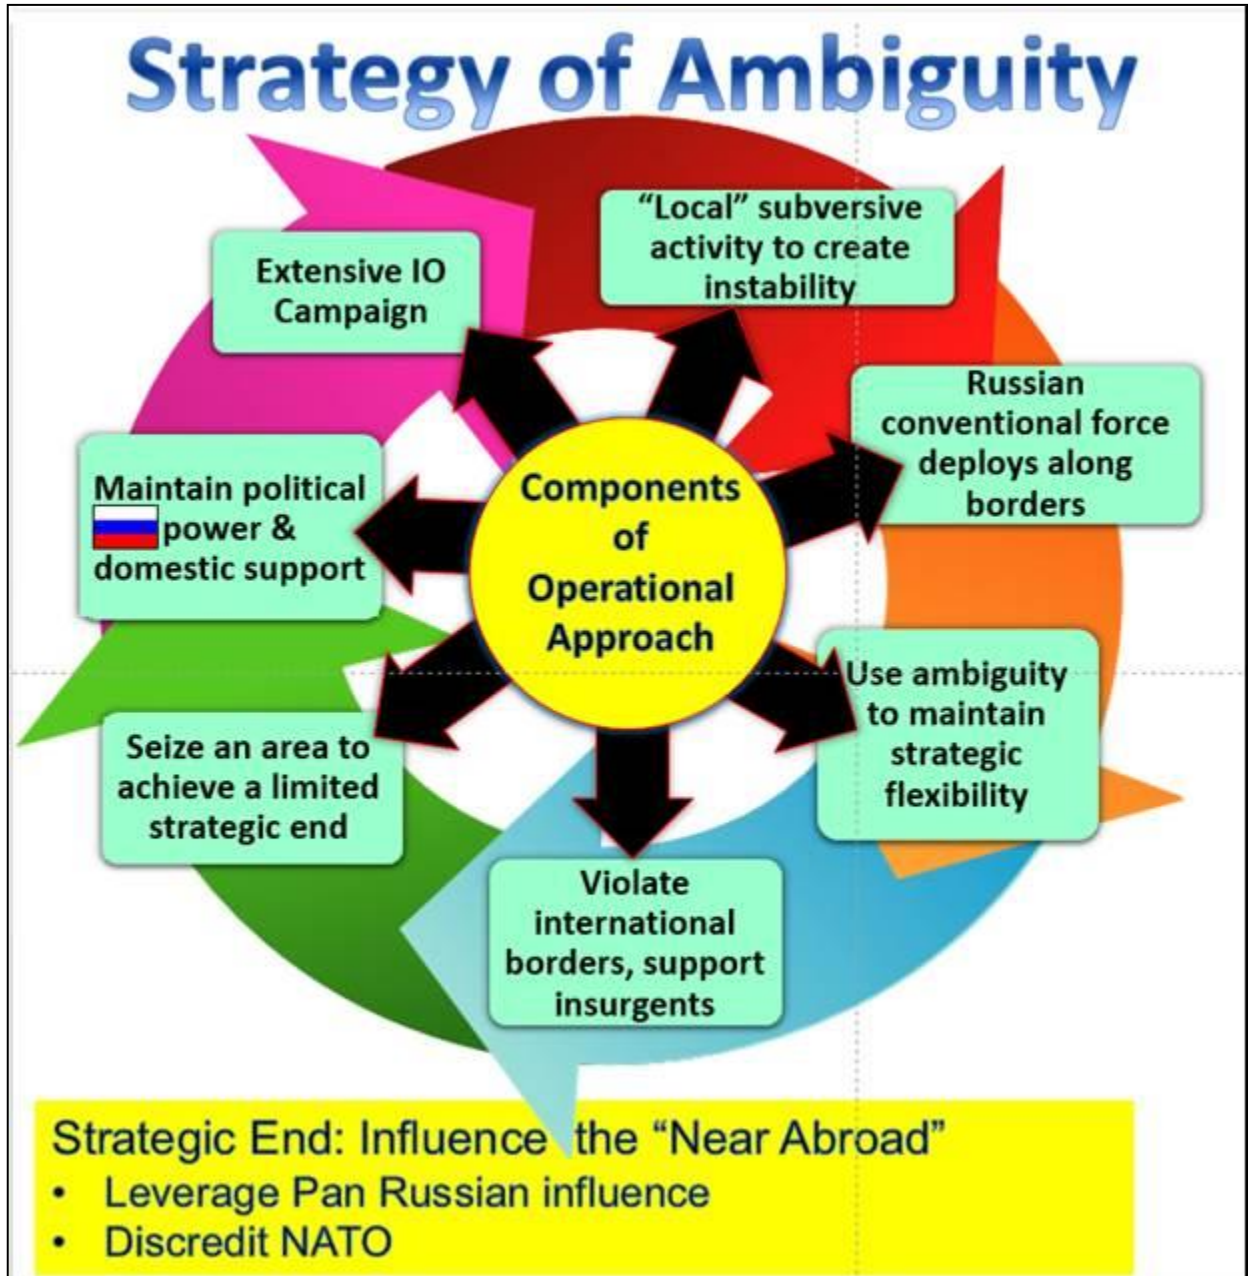 Strategy of Ambiguity
"Local" subversive
activity to create
instability
Extensive IO
Campaign
Russian
conventional force
deploys along
borders
Maintain political
power &
domestic support
Components
of
Operational
Approach
Use ambiguity
to maintain
strategic
flexibility
Seize an area to
achieve a limited
strategic end
Violate
international
borders, support
insurgents
Strategic End: Influence the "Near Abroad"
• Leverage Pan Russian influence
• Discredit NATO